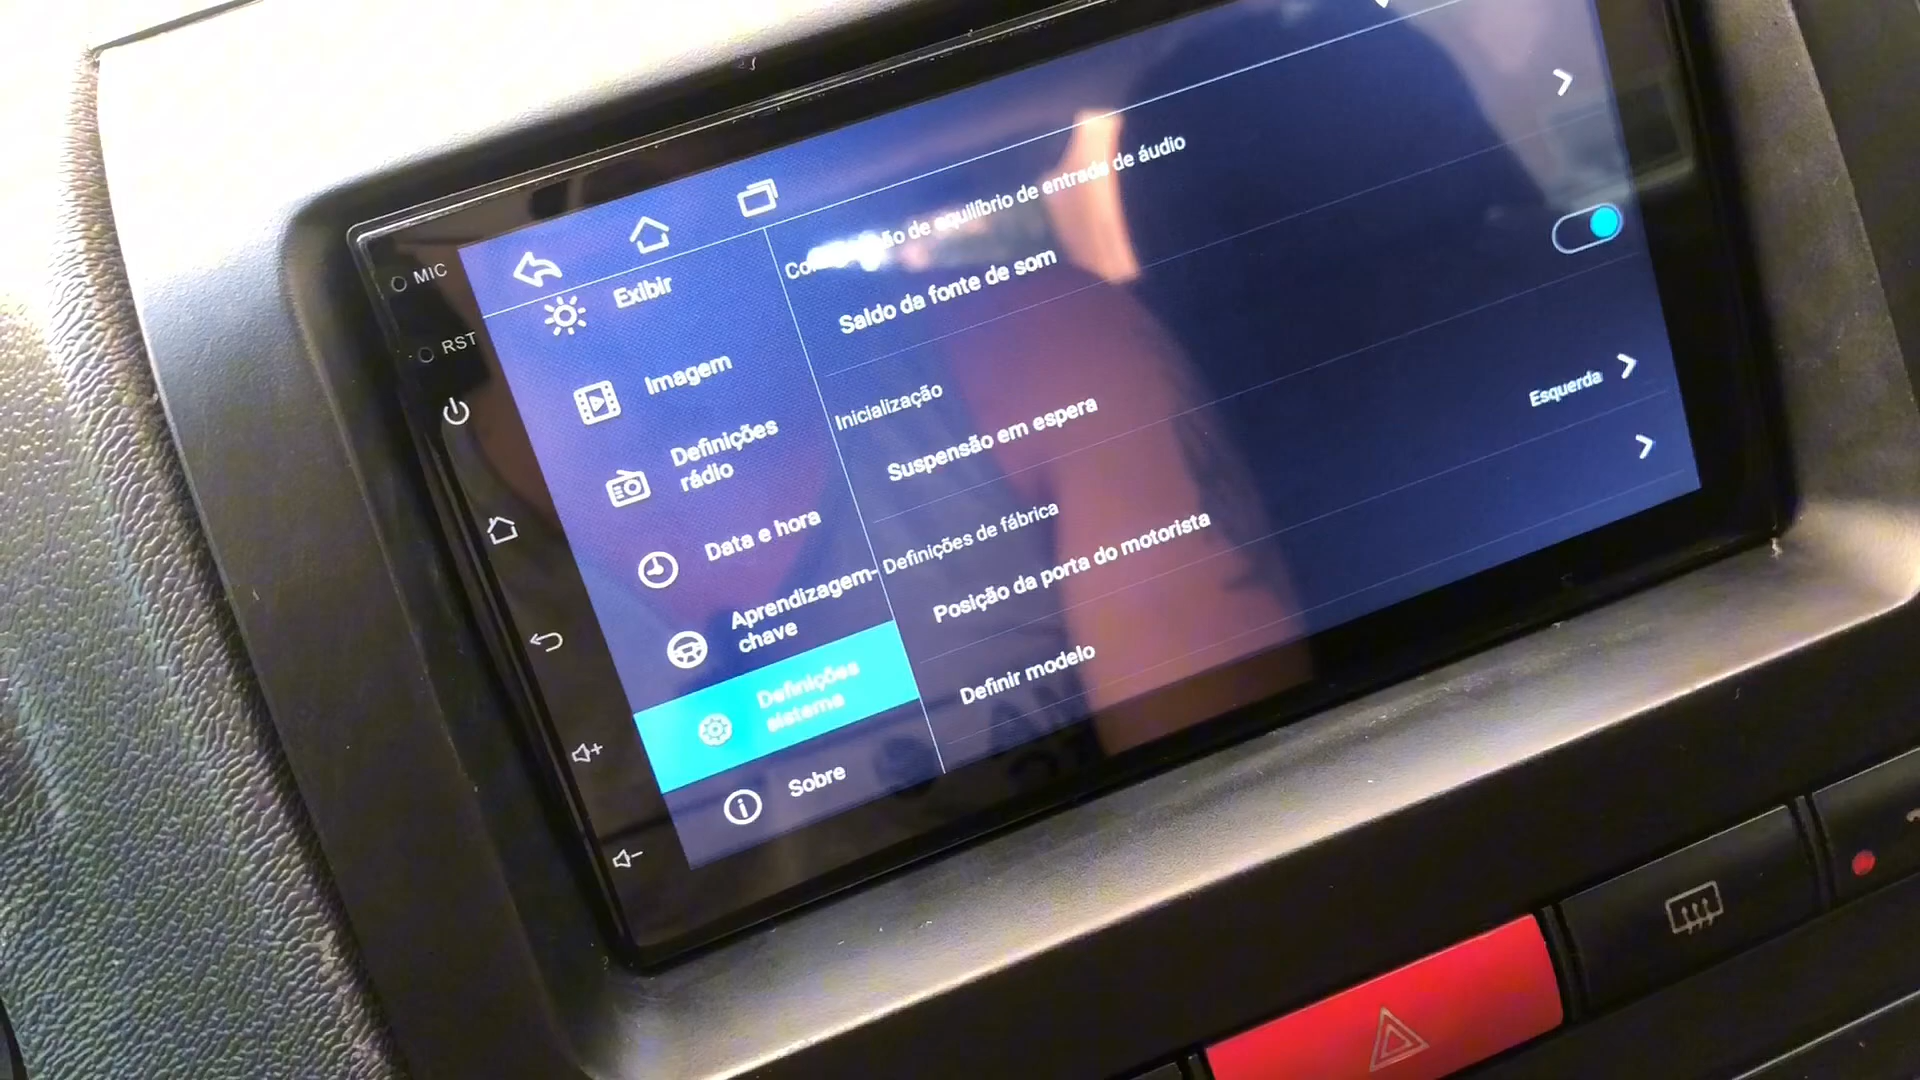 MIC
RST
Exibir
Imagem
Definições
rádio
Data e hora
Aprendizagem-
chave
Definições
sistema
Sobre
de equilíbrio de entrada de áudio
Saldo da fonte de som
Inicialização
Suspensão em espera
Definições de fábrica
Posição da porta do motorista
Esquerda
Definir modelo